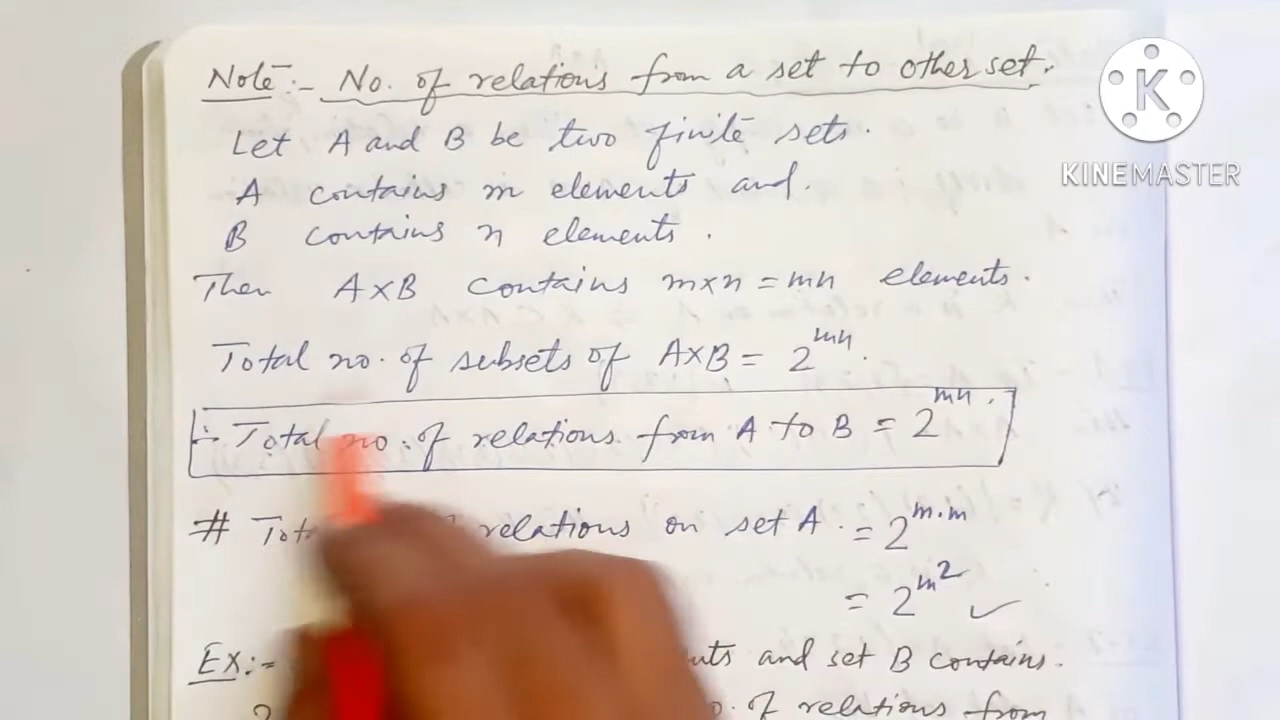 Note:- No. of relations from a set to other set.
Let A and B be two finite sets.
A contains m elements and.
B contains n elements.
Then A×B contains m×n = mn elements.
Total no. of subsets of A×B = 2^mn.
∴ Total no. of relations from A to B = 2^mn.
# relations on set A. = 2^m·m
= 2^m² ✓
Ex:- and set B contains.
of relations from
K
KINEMASTER